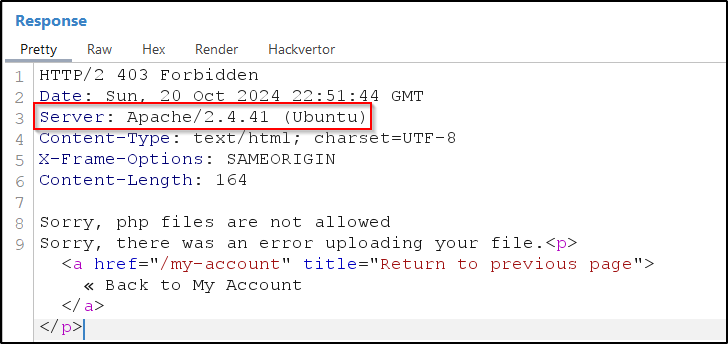 Response
Pretty Raw Hex Render Hackvertor
1 HTTP/2 403 Forbidden
2 Date: Sun, 20 Oct 2024 22:51:44 GMT
3 Server: Apache/2.4.41 (Ubuntu)
4 Content-Type: text/html; charset=UTF-8
5 X-Frame-Options: SAMEORIGIN
6 Content-Length: 164
7
8 Sorry, php files are not allowed
9 Sorry, there was an error uploading your file.<p>
<a href="/my-account" title="Return to previous page">
« Back to My Account
</a>
</p>